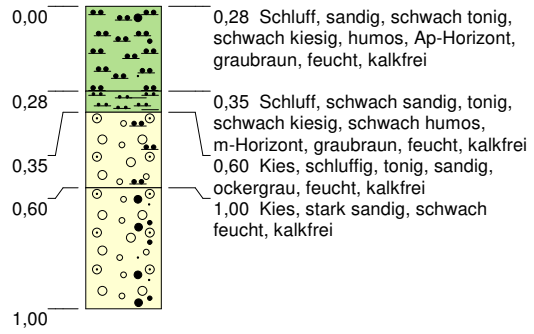 0,00
0,28 Schluff, sandig, schwach tonig,
schwach kiesig, humos, Ap-Horizont,
graubraun, feucht, kalkfrei
0,28
0,35 Schluff, schwach sandig, tonig,
schwach kiesig, schwach humos,
m-Horizont, graubraun, feucht, kalkfrei
0,35
0,60 Kies, schluffig, tonig, sandig,
ockergrau, feucht, kalkfrei
0,60
1,00 Kies, stark sandig, schwach
feucht, kalkfrei
1,00